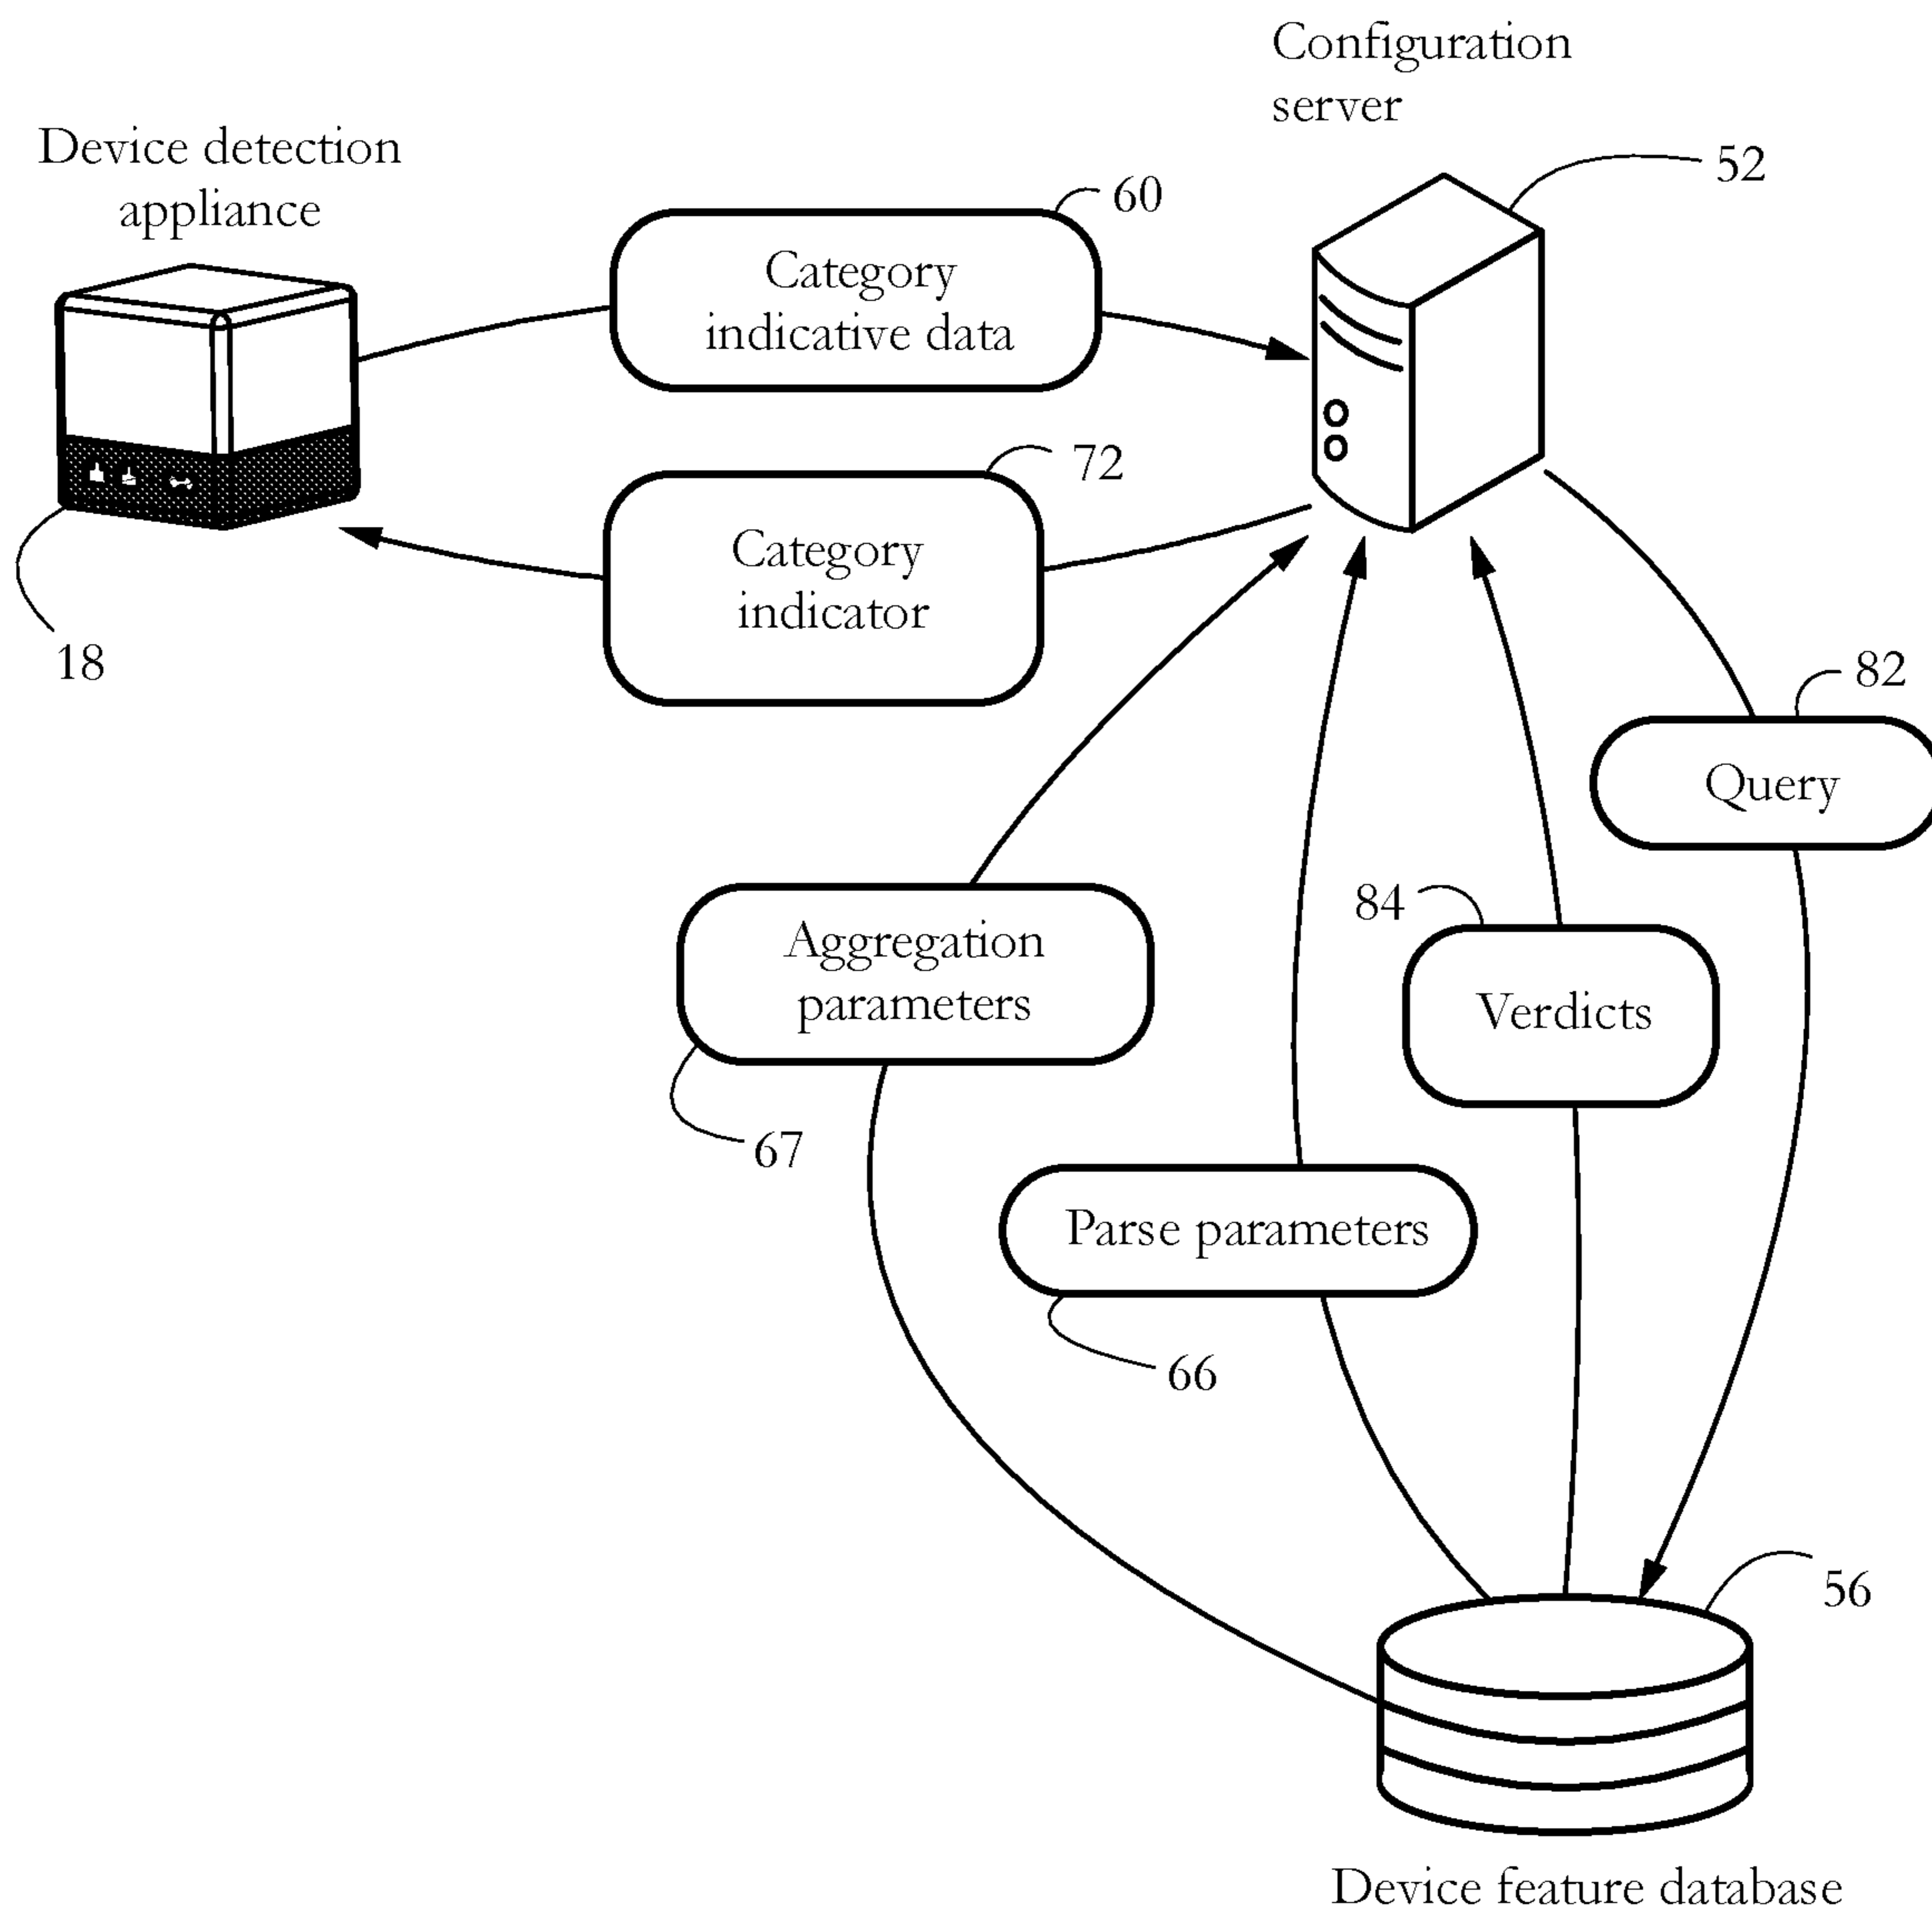 Configuration
server
52
Device detection
appliance
60
Category
indicative data
72
Category
indicator
18
82
Query
84
Aggregation
parameters
Verdicts
67
Parse parameters
66
56
Device feature database